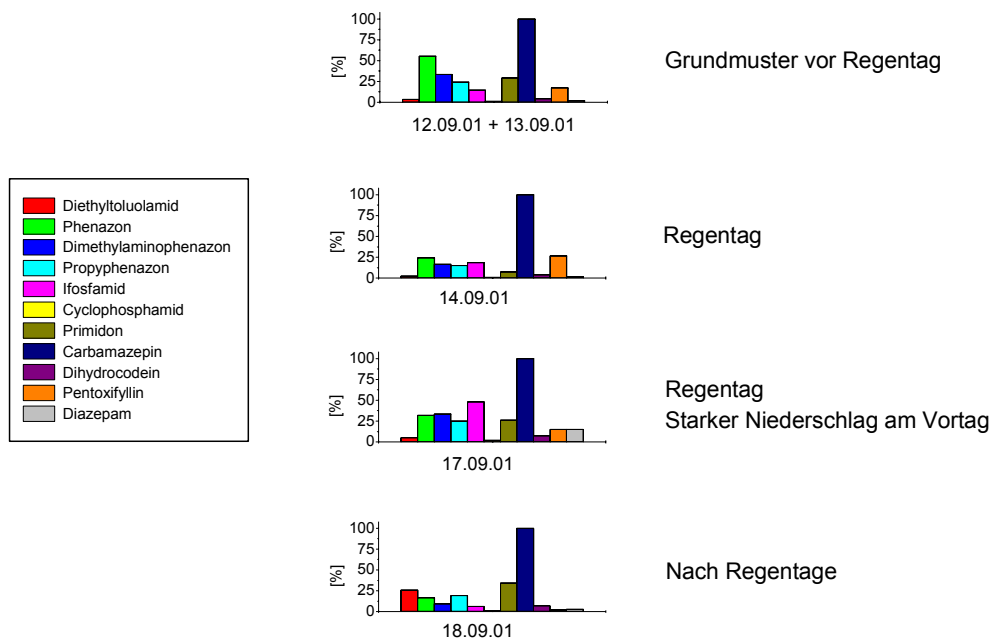 100
75
50
25
0
[%]
12.09.01 + 13.09.01
Grundmuster vor Regentag
Diethyltoluolamid
Phenazon
Dimethylaminophenazon
Propyphenazon
Ifosfamid
Cyclophosphamid
Primidon
Carbamazepin
Dihydrocodein
Pentoxifyllin
Diazepam
100
75
50
25
0
[%]
14.09.01
Regentag
100
75
50
25
0
[%]
17.09.01
Regentag
Starker Niederschlag am Vortag
100
75
50
25
0
[%]
18.09.01
Nach Regentage